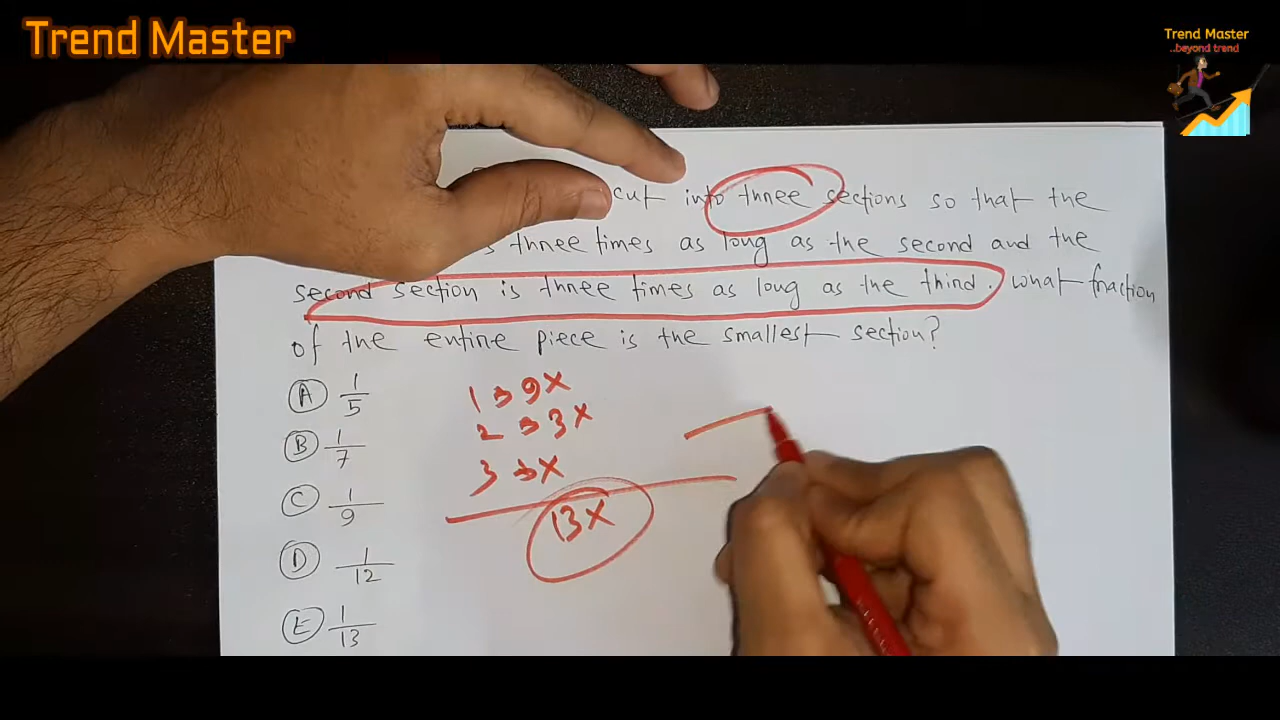 Trend Master
Trend Master
..beyond trend
cut into three sections so that the
three times as long as the second and the
second section is three times as long as the third. what fraction
of the entire piece is the smallest section?
A 1/5
B 1/7
C 1/9
D 1/12
E 1/13
1 → 9x
2 → 3x
3 → x
13x